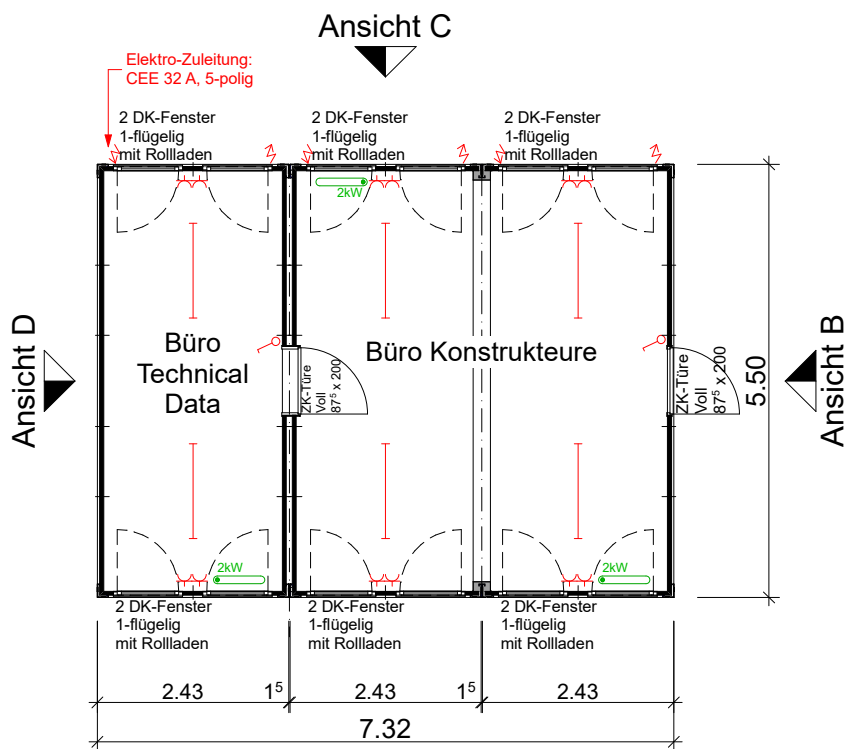 Ansicht C
Elektro-Zuleitung:
CEE 32 A, 5-polig
2 DK-Fenster
1-flügelig
mit Rollladen
2 DK-Fenster
1-flügelig
mit Rollladen
2 DK-Fenster
1-flügelig
mit Rollladen
2kW
Ansicht D
Büro
Technical
Data
ZK-Türe
Voll
87⁵ x 200
Büro Konstrukteure
ZK-Türe
Voll
87⁵ x 200
5.50
Ansicht B
2kW
2kW
2 DK-Fenster
1-flügelig
mit Rollladen
2 DK-Fenster
1-flügelig
mit Rollladen
2 DK-Fenster
1-flügelig
mit Rollladen
2.43 1⁵ 2.43 1⁵ 2.43
7.32